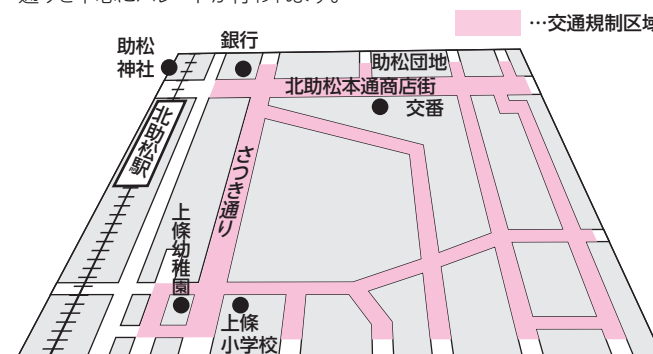 …交通規制区域
助松
神社
銀行
助松団地
北助松本通商店街
交番
北助松駅
さつき通り
上條幼稚園
上條
小学校